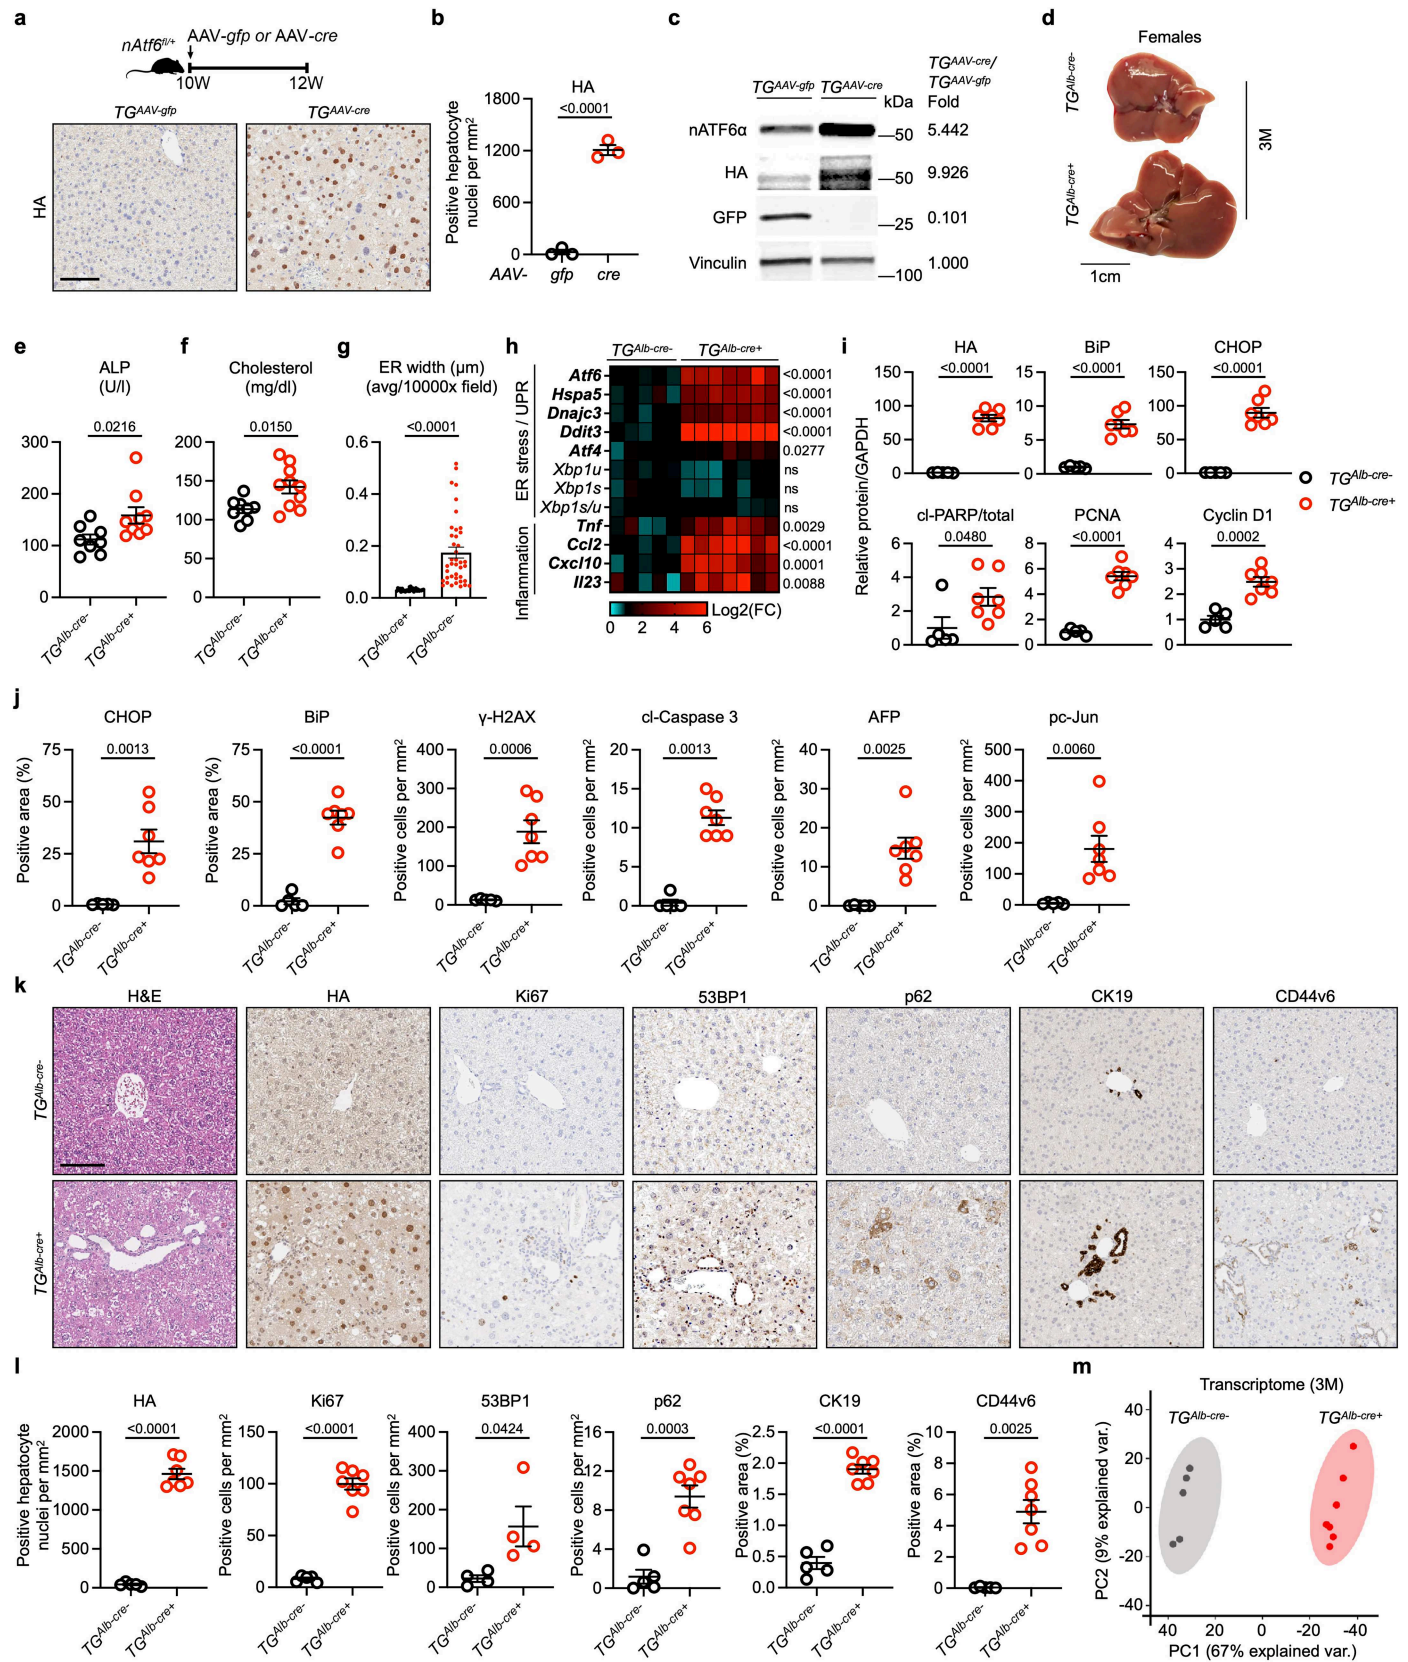 a
nAtf6fl/+
AAV-gfp or AAV-cre
10W
12W
TGAAV-gfp
TGAAV-cre
HA
b
HA
<0.0001
Positive hepatocyte
nuclei per mm2
1800
1200
600
0
AAV-
gfp
cre
c
TGAAV-gfp
TGAAV-cre
TGAAV-cre/
TGAAV-gfp
kDa
Fold
nATF6α
50
5.442
HA
50
9.926
GFP
25
0.101
Vinculin
100
1.000
d
Females
TGAlb-cre-
TGAlb-cre+
3M
1cm
e
ALP
(U/l)
0.0216
300
200
100
0
TGAlb-cre-
TGAlb-cre+
f
Cholesterol
(mg/dl)
0.0150
200
150
100
50
0
TGAlb-cre-
TGAlb-cre+
g
ER width (µm)
(avg/10000x field)
<0.0001
0.6
0.4
0.2
0.0
TGAlb-cre+
TGAlb-cre-
h
TGAlb-cre-
TGAlb-cre+
ER stress / UPR
Inflammation
Atf6 <0.0001
Hspa5 <0.0001
Dnajc3 <0.0001
Ddit3 <0.0001
Atf4 0.0277
Xbp1u ns
Xbp1s ns
Xbp1s/u ns
Tnf 0.0029
Ccl2 <0.0001
Cxcl10 0.0001
Il23 0.0088
Log2(FC)
0 2 4 6
i
Relative protein/GAPDH
HA
<0.0001
150
100
50
0
BiP
<0.0001
15
10
5
0
CHOP
<0.0001
150
100
50
0
TGAlb-cre-
TGAlb-cre+
cl-PARP/total
0.0480
6
4
2
0
PCNA
<0.0001
8
6
4
2
0
Cyclin D1
0.0002
4
3
2
1
0
j
CHOP
0.0013
Positive area (%)
75
50
25
0
TGAlb-cre-
TGAlb-cre+
BiP
<0.0001
Positive area (%)
75
50
25
0
TGAlb-cre-
TGAlb-cre+
γ-H2AX
0.0006
Positive cells per mm2
400
300
200
100
0
TGAlb-cre-
TGAlb-cre+
cl-Caspase 3
0.0013
Positive cells per mm2
20
15
10
5
0
TGAlb-cre-
TGAlb-cre+
AFP
0.0025
Positive cells per mm2
40
30
20
10
0
TGAlb-cre-
TGAlb-cre+
pc-Jun
0.0060
Positive cells per mm2
500
400
300
200
100
0
TGAlb-cre-
TGAlb-cre+
k
H&E
HA
Ki67
53BP1
p62
CK19
CD44v6
TGAlb-cre-
TGAlb-cre+
l
HA
<0.0001
Positive hepatocyte
nuclei per mm2
2000
1500
1000
500
0
TGAlb-cre-
TGAlb-cre+
Ki67
<0.0001
Positive cells per mm2
150
100
50
0
TGAlb-cre-
TGAlb-cre+
53BP1
0.0424
Positive cells per mm2
400
300
200
100
0
TGAlb-cre-
TGAlb-cre+
p62
0.0003
Positive cells per mm2
16
12
8
4
0
TGAlb-cre-
TGAlb-cre+
CK19
<0.0001
Positive area (%)
2.5
2.0
1.5
1.0
0.5
0.0
TGAlb-cre-
TGAlb-cre+
CD44v6
0.0025
Positive area (%)
10
8
6
4
2
0
TGAlb-cre-
TGAlb-cre+
m
Transcriptome (3M)
TGAlb-cre-
TGAlb-cre+
PC2 (9% explained var.)
40
20
0
-20
-40
40 20 0 -20 -40
PC1 (67% explained var.)